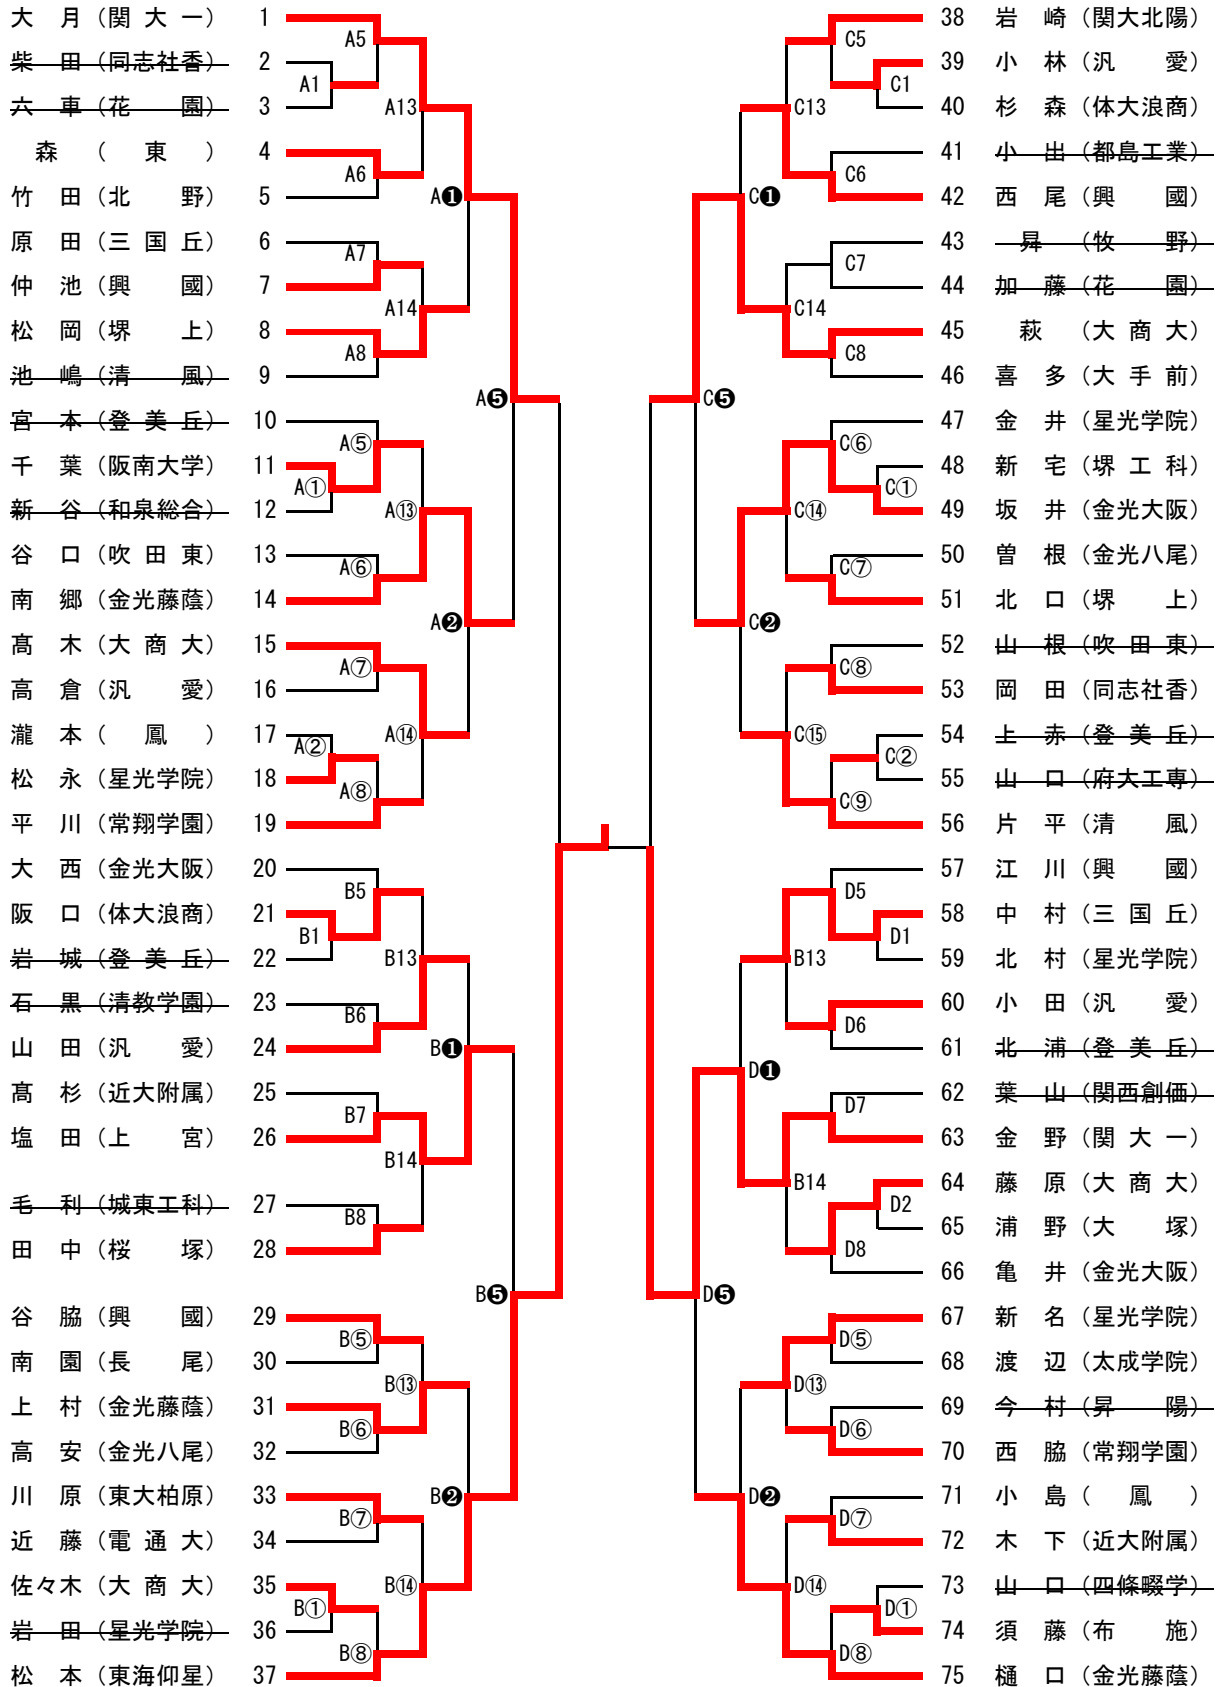 大 月 (関 大 一) 1
A5
柴 田 (同志社香) 2
A1
六 車 (花 園) 3
A13
森 ( 東 ) 4
A6
竹 田 (北 野) 5
A❶
原 田 (三 国 丘) 6
A7
仲 池 (興 國) 7
A14
松 岡 (堺 上) 8
A8
池 嶋 (清 風) 9
A❺
宮 本 (登 美 丘) 10
A⑤
千 葉 (阪南大学) 11
A①
新 谷 (和泉総合) 12
A⑬
谷 口 (吹 田 東) 13
A⑥
南 郷 (金光藤蔭) 14
A❷
髙 木 (大 商 大) 15
A⑦
高 倉 (汎 愛) 16
瀧 本 ( 鳳 ) 17
A②
A⑭
松 永 (星光学院) 18
A⑧
平 川 (常翔学園) 19
大 西 (金光大阪) 20
B5
阪 口 (体大浪商) 21
B1
岩 城 (登 美 丘) 22
B13
石 黒 (清教学園) 23
B6
山 田 (汎 愛) 24
B❶
髙 杉 (近大附属) 25
B7
塩 田 (上 宮) 26
B14
毛 利 (城東工科) 27
B8
田 中 (桜 塚) 28
B❺
谷 脇 (興 國) 29
B⑤
南 園 (長 尾) 30
B⑬
上 村 (金光藤蔭) 31
B⑥
高 安 (金光八尾) 32
川 原 (東大柏原) 33
B❷
B⑦
近 藤 (電 通 大) 34
佐々木 (大 商 大) 35
B⑭
B①
岩 田 (星光学院) 36
B⑧
松 本 (東海仰星) 37
38 岩 崎 (関大北陽)
C5
39 小 林 (汎 愛)
C1
40 杉 森 (体大浪商)
C13
41 小 出 (都島工業)
C6
42 西 尾 (興 國)
C❶
43 昇 (牧 野)
C7
44 加 藤 (花 園)
C14
45 萩 (大 商 大)
C8
46 喜 多 (大 手 前)
C❺
47 金 井 (星光学院)
C⑥
48 新 宅 (堺 工 科)
C①
49 坂 井 (金光大阪)
C⑭
50 曽 根 (金光八尾)
C⑦
51 北 口 (堺 上)
C❷
52 山 根 (吹 田 東)
C⑧
53 岡 田 (同志社香)
54 上 赤 (登 美 丘)
C⑮
C②
55 山 口 (府大工専)
C⑨
56 片 平 (清 風)
57 江 川 (興 國)
D5
58 中 村 (三 国 丘)
D1
59 北 村 (星光学院)
B13
60 小 田 (汎 愛)
D6
61 北 浦 (登 美 丘)
D❶
62 葉 山 (関西創価)
D7
63 金 野 (関 大 一)
B14
64 藤 原 (大 商 大)
D2
65 浦 野 (大 塚)
D8
66 亀 井 (金光大阪)
D❺
67 新 名 (星光学院)
D⑤
68 渡 辺 (太成学院)
D⑬
69 今 村 (昇 陽)
D⑥
70 西 脇 (常翔学園)
71 小 島 ( 鳳 )
D❷
D⑦
72 木 下 (近大附属)
73 山 口 (四條畷学)
D⑭
D①
74 須 藤 (布 施)
D⑧
75 樋 口 (金光藤蔭)